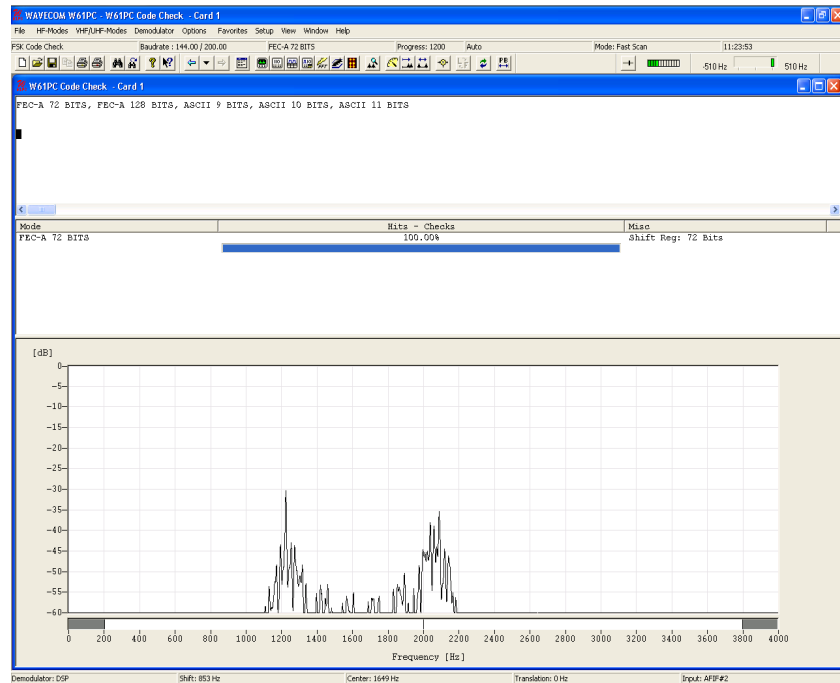 WAVECOM W61PC - W61PC Code Check - Card 1
File HF-Modes VHF/UHF-Modes Demodulator Options Favorites Setup View Window Help
FSK Code Check Baudrate : 144.00 / 200.00 FEC-A 72 BITS Progress: 1200 Auto Mode: Fast Scan 11:23:53
-510 Hz 510 Hz
W61PC Code Check - Card 1
FEC-A 72 BITS, FEC-A 128 BITS, ASCII 9 BITS, ASCII 10 BITS, ASCII 11 BITS
Mode Hits - Checks Misc
FEC-A 72 BITS 100.00% Shift Reg: 72 Bits
[dB]
0
-5
-10
-15
-20
-25
-30
-35
-40
-45
-50
-55
-60
0 200 400 600 800 1000 1200 1400 1600 1800 2000 2200 2400 2600 2800 3000 3200 3400 3600 3800 4000
Frequency [Hz]
Demodulator: DSP Shift: 853 Hz Center: 1649 Hz Translation: 0 Hz Input: AFIF#2